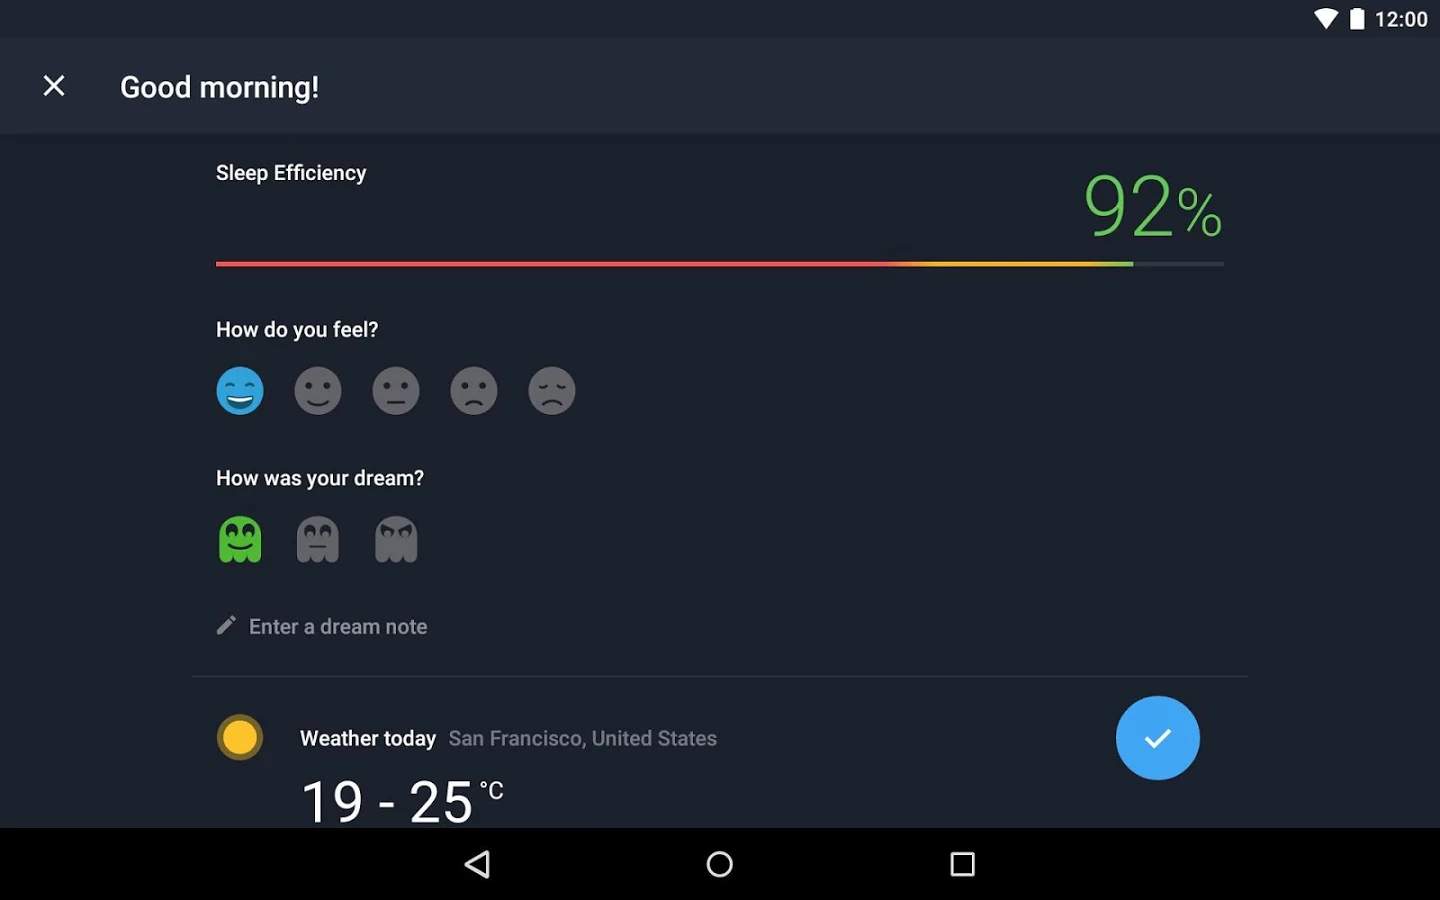 12:00
Good morning!
Sleep Efficiency
92%
How do you feel?
How was your dream?
Enter a dream note
Weather today San Francisco, United States
19 - 25 °C